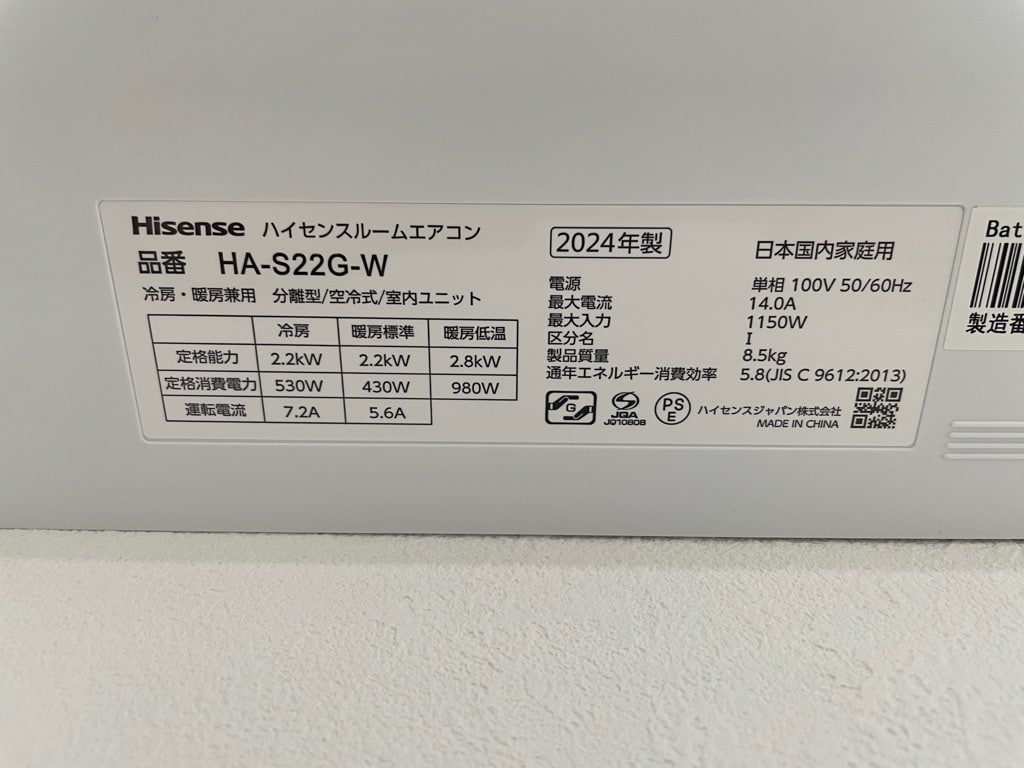 Hisense ハイセンスルームエアコン
品番 HA-S22G-W
冷房・暖房兼用 分離型/空冷式/室内ユニット
冷房 暖房標準 暖房低温
定格能力 2.2kW 2.2kW 2.8kW
定格消費電力 530W 430W 980W
運転電流 7.2A 5.6A
2024年製 日本国内家庭用
電源 単相 100V 50/60Hz
最大電流 14.0A
最大入力 1150W
区分名 I
製品質量 8.5kg
通年エネルギー消費効率 5.8(JIS C 9612:2013)
G
JQA
JQ10808
PS
E
ハイセンスジャパン株式会社
MADE IN CHINA
Bat
製造番